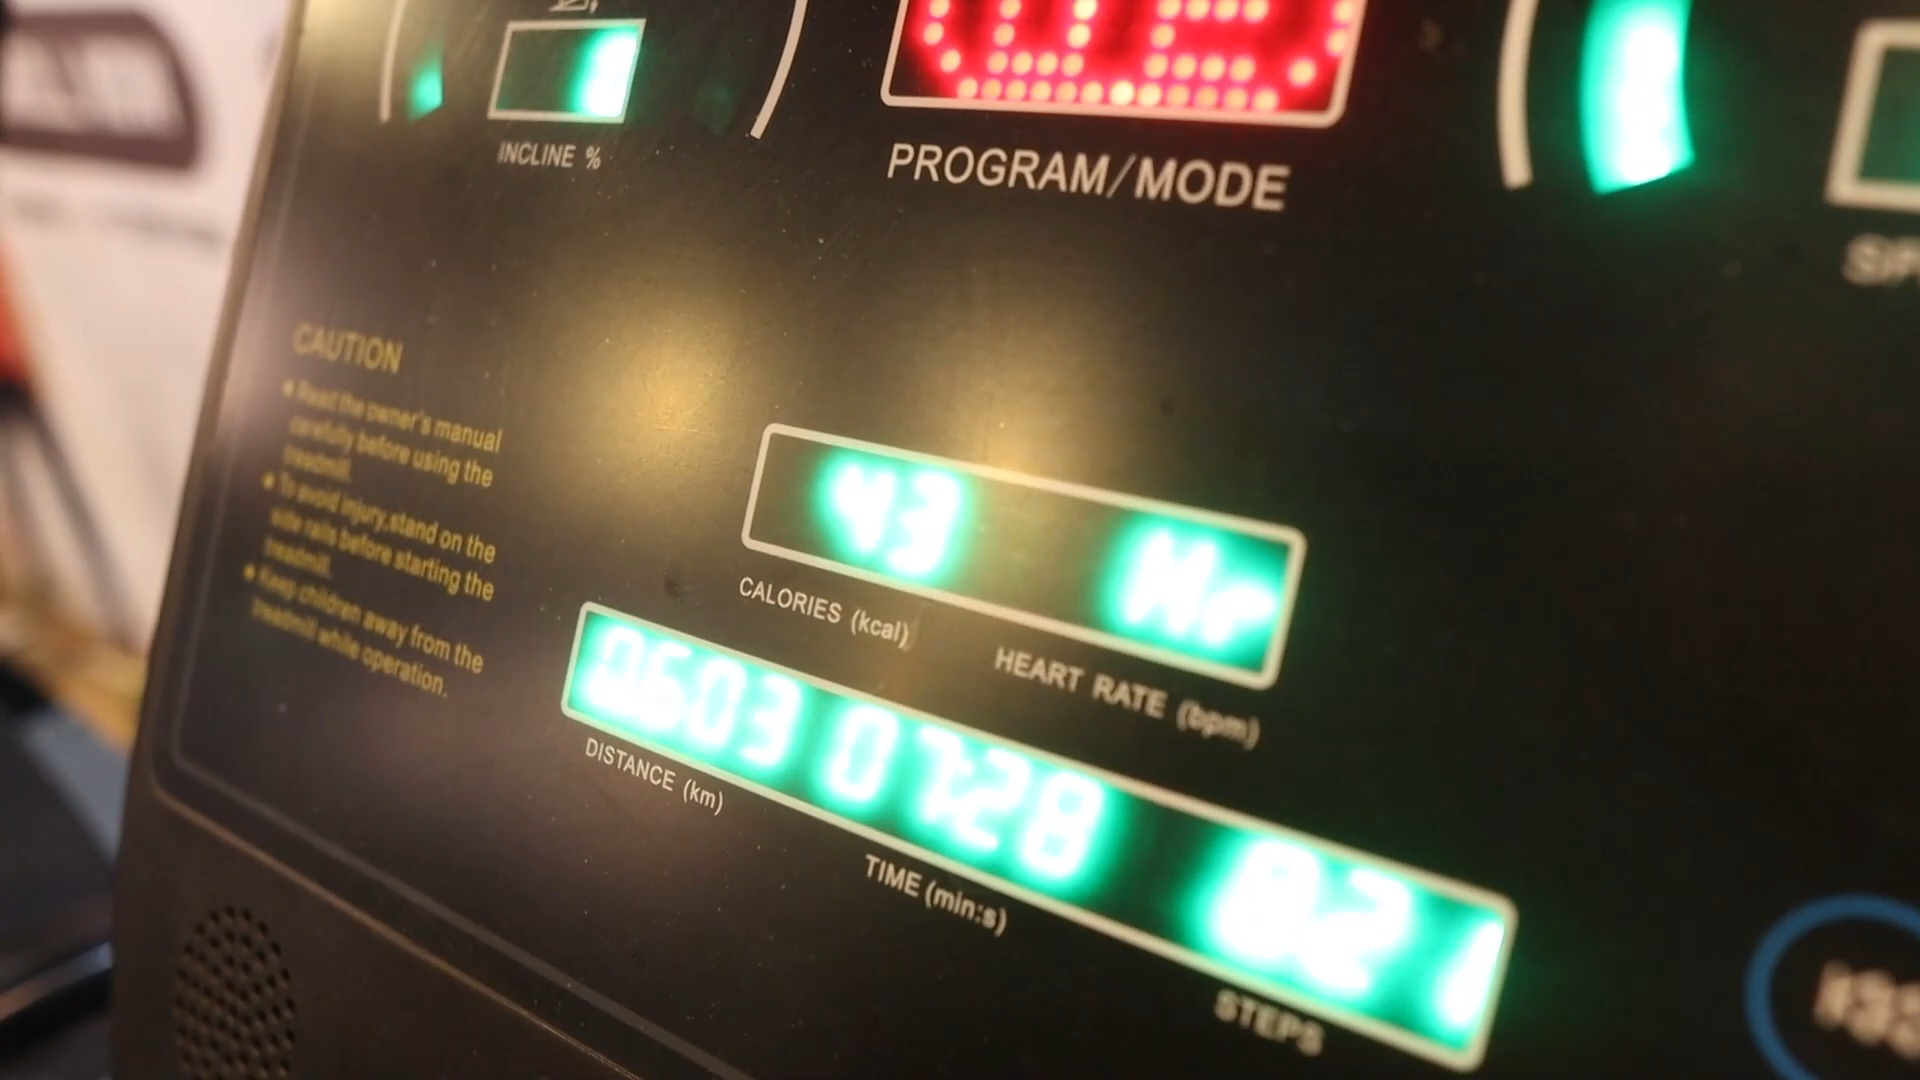 INCLINE %
PROGRAM/MODE
CAUTION
● Read the owner's manual
carefully before using the
treadmill.
● To avoid injury,stand on the
side rails before starting the
treadmill.
● Keep children away from the
treadmill while operation.
43
CALORIES (kcal)
HEART RATE (bpm)
0.603 07:28 821
DISTANCE (km)
TIME (min:s)
STEPS